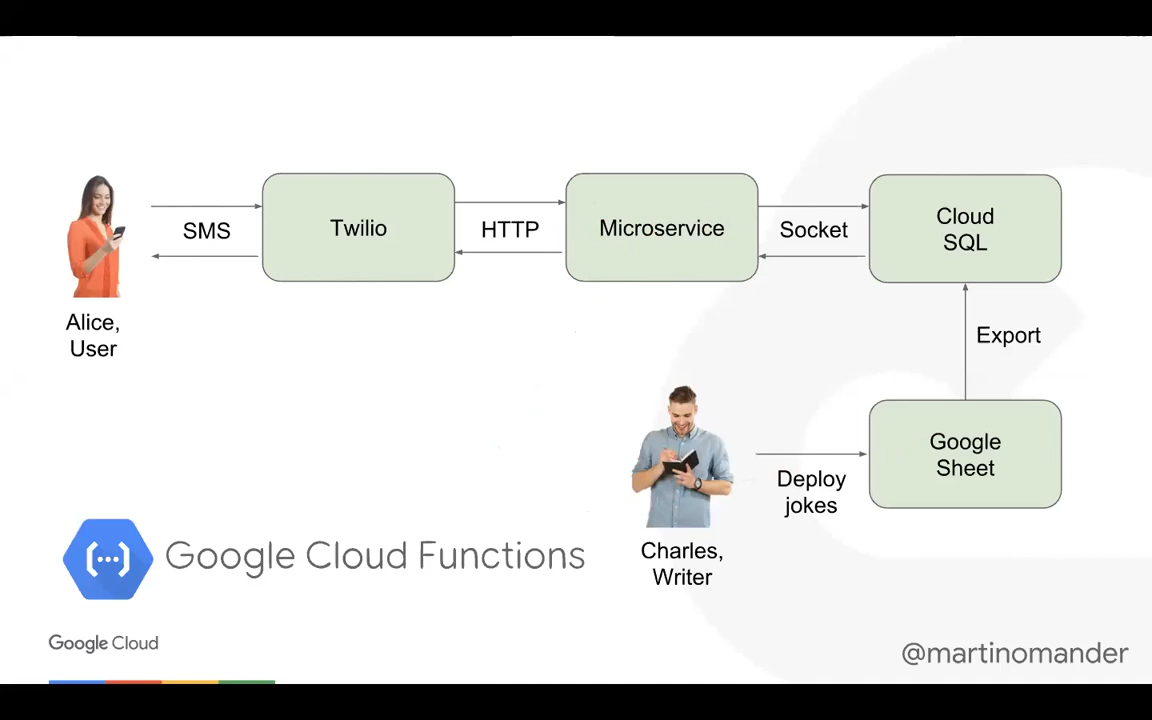 SMS
Twilio
HTTP
Microservice
Socket
Cloud
SQL
Alice,
User
Export
Google
Sheet
Deploy
jokes
Charles,
Writer
Google Cloud Functions
Google Cloud
@martinomander